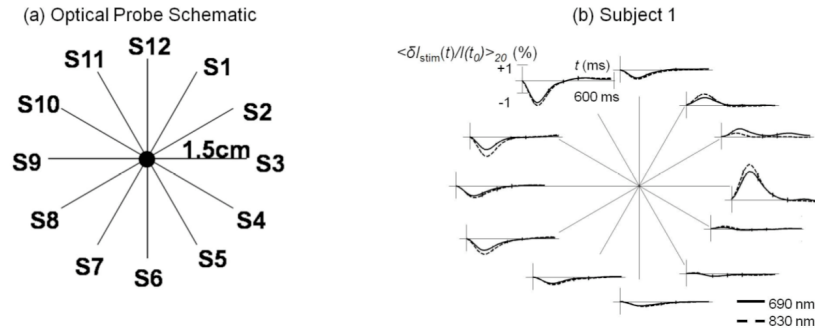 (a) Optical Probe Schematic
S12
S11
S1
S10
S2
S9
1.5cm
S3
S8
S4
S7
S5
S6
(b) Subject 1
<δI_stim(t)/I(t₀)>₂₀ (%)
+1
-1
t (ms)
600 ms
690 nm
830 nm